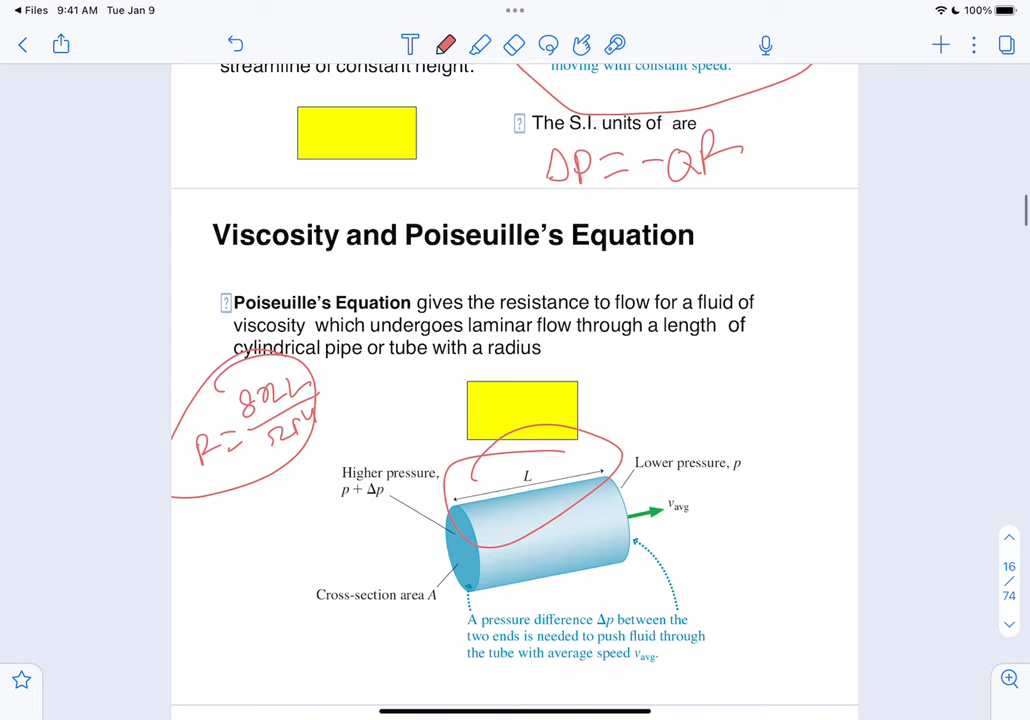 Files 9:41 AM Tue Jan 9
100%
streamline of constant height.
moving with constant speed.
The S.I. units of are
ΔP = -QR
Viscosity and Poiseuille's Equation
Poiseuille's Equation gives the resistance to flow for a fluid of
viscosity which undergoes laminar flow through a length of
cylindrical pipe or tube with a radius
R =
L
Higher pressure,
p + Δp
Lower pressure, p
vavg
Cross-section area A
A pressure difference Δp between the
two ends is needed to push fluid through
the tube with average speed vavg.
16
/
74